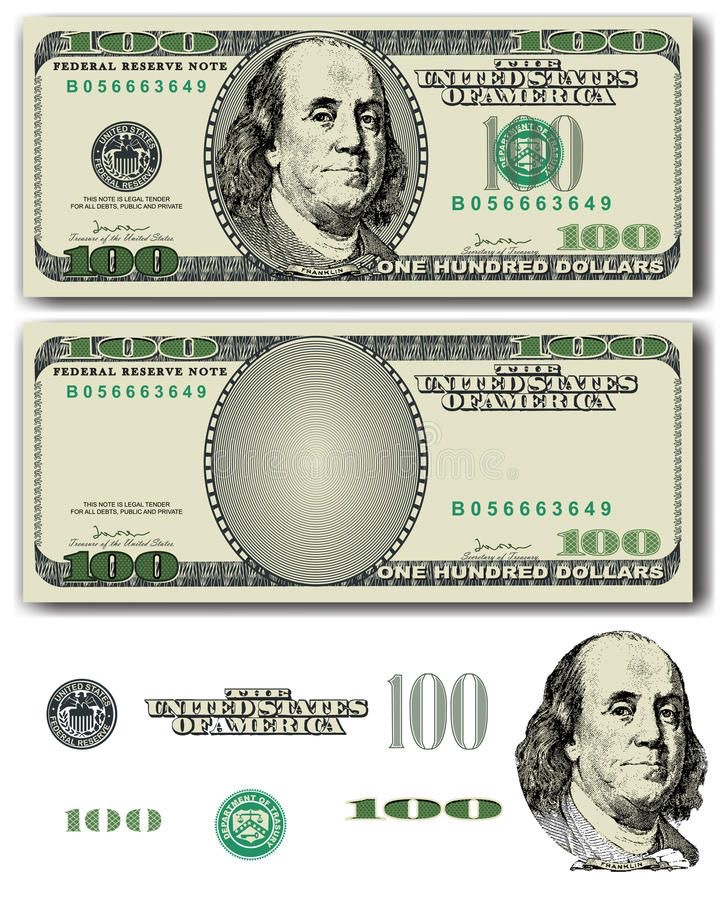 100 100
FEDERAL RESERVE NOTE
THE
UNITED STATES
OF AMERICA
B056663649
UNITED STATES
FEDERAL RESERVE
100
DEPARTMENT OF TREASURY
B056663649
THIS NOTE IS LEGAL TENDER
FOR ALL DEBTS, PUBLIC AND PRIVATE
Treasure of the United States.
Secretary of Treasury.
100
100
FRANKLIN
ONE HUNDRED DOLLARS
100 100
FEDERAL RESERVE NOTE
THE
UNITED STATES
OF AMERICA
B056663649
dreamstime
B056663649
THIS NOTE IS LEGAL TENDER
FOR ALL DEBTS, PUBLIC AND PRIVATE
Treasure of the United States.
Secretary of Treasury.
100
100
ONE HUNDRED DOLLARS
UNITED STATES
FEDERAL RESERVE
THE
UNITED STATES
OF AMERICA
100
100
DEPARTMENT OF TREASURY
100
FRANKLIN